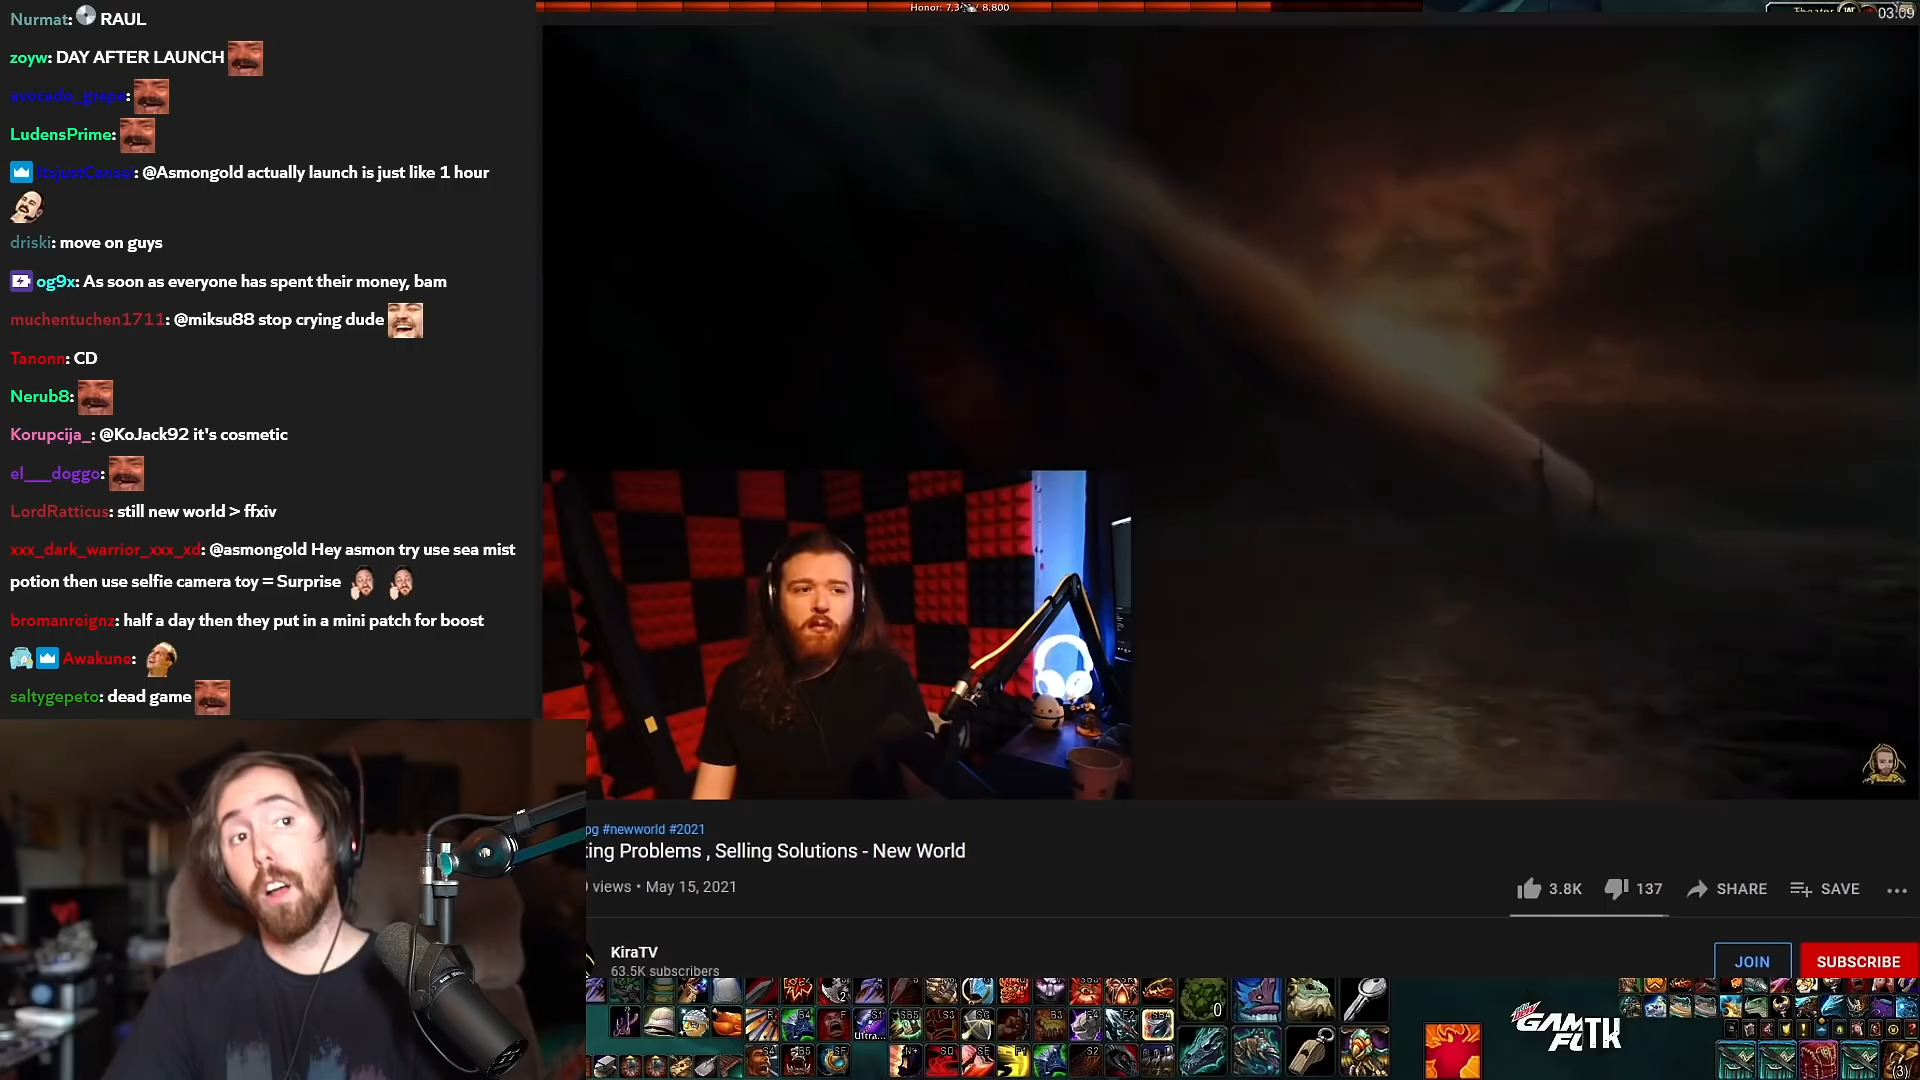 Nurmat: RAUL
zoyw: DAY AFTER LAUNCH
avocado_grape:
LudensPrime:
: @Asmongold actually launch is just like 1 hour
driski: move on guys
og9x: As soon as everyone has spent their money, bam
muchentuchen1711: @miksu88 stop crying dude
Tanonn: CD
Nerub8:
Korupcija_: @KoJack92 it's cosmetic
el___doggo:
LordRatticus: still new world > ffxiv
xxx_dark_warrior_xxx_xd: @asmongold Hey asmon try use sea mist
potion then use selfie camera toy = Surprise
bromanreignz: half a day then they put in a mini patch for boost
Awakune:
saltygepeto: dead game
Honor: 8,800
03:09
#newworld #2021
ing Problems , Selling Solutions - New World
views • May 15, 2021
3.8K 137 SHARE SAVE
KiraTV
63.5K subscribers
JOIN SUBSCRIBE